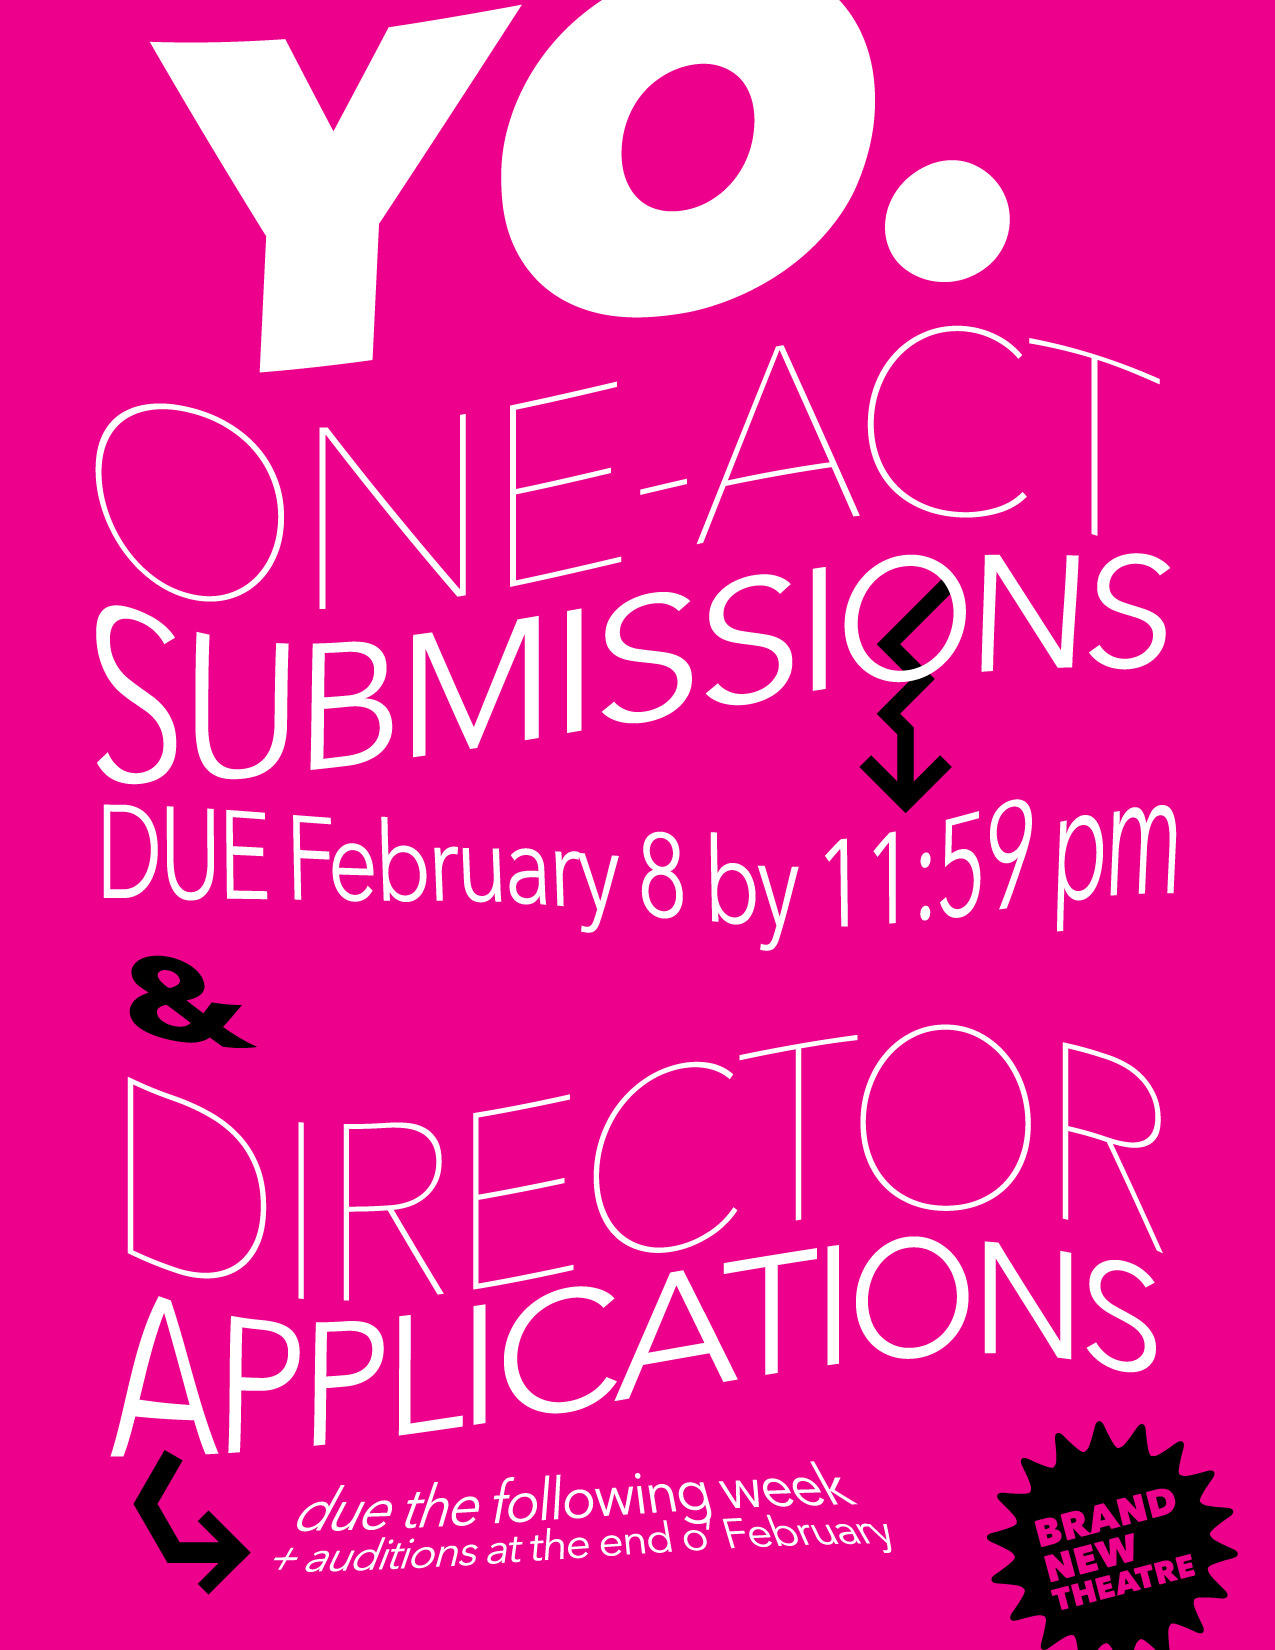 YO.
ONE-ACT
SUBMISSIONS
DUE February 8 by 11:59 pm
&
DIRECTOR
APPLICATIONS
due the following week
+ auditions at the end o' February
BRAND
NEW
THEATRE